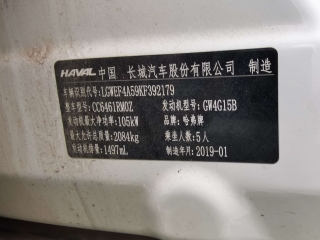 HAVAL 中国 长城汽车股份有限公司 制造
车辆识别代号: LGWEF4A59KF392179
整车型号: CC6461RM0Z 发动机型号: GW4G15B
发动机最大净功率: 105kW 品牌: 哈弗牌
最大允许总质量: 2084kg 乘坐人数: 5人
发动机排量: 1497mL 制造年月: 2019-01